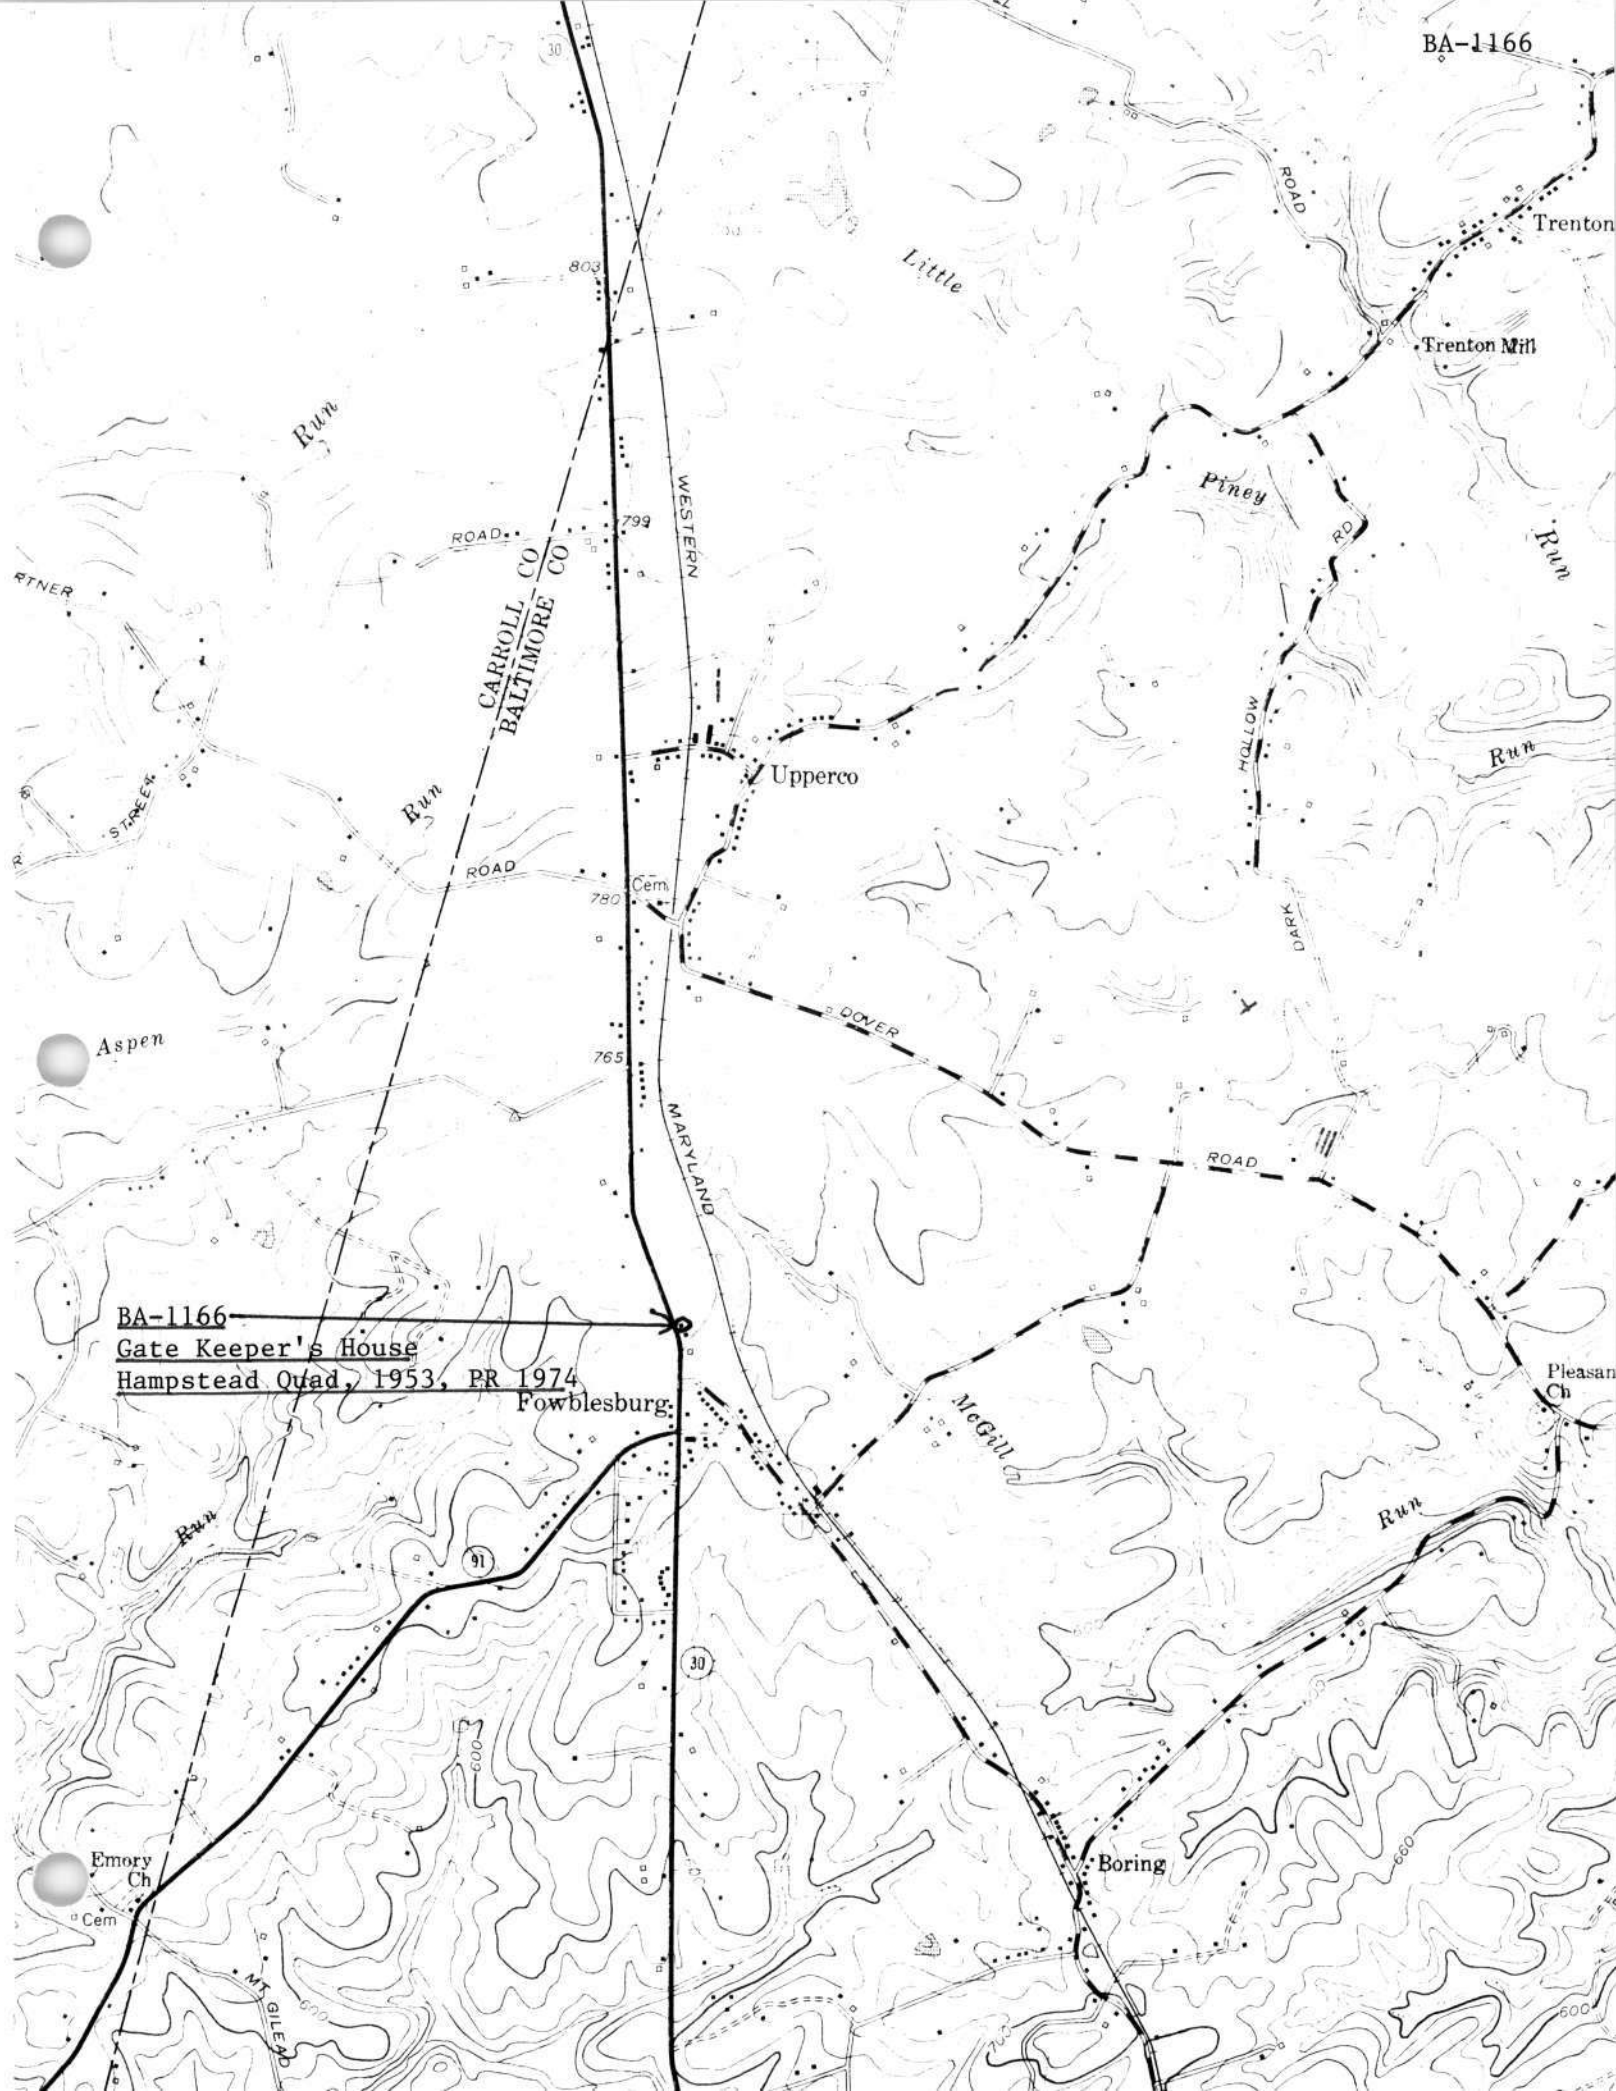 BA-1166
30
ROAD
Trenton
803
Little
Trenton Mill
Run
Piney
WESTERN
799
ROAD
RD
Run
CARROLL CO
BALTIMORE CO
RTNER
HOLLOW
Run
Upperco
STREET
Run
ROAD
Cem
780
DARK
DOVER
Aspen
765
MARYLAND
ROAD
BA-1166
Gate Keeper's House
Hampstead Quad, 1953, PR 1974
Fowblesburg
Pleasan
Ch
McGill
Run
Run
91
30
600
Emory
Ch
Cem
Boring
660
MT GILEAD
600
600